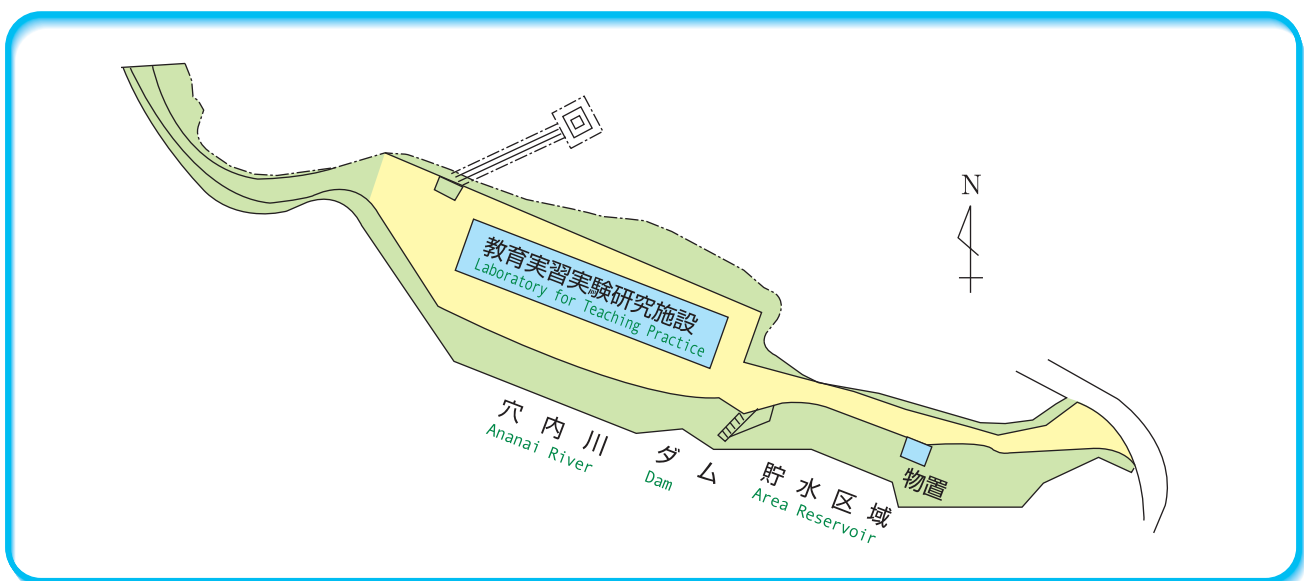 N
教育実習実験研究施設
Laboratory for Teaching Practice
穴内川
Ananai River
ダム
Dam
貯水区域
Area Reservoir
物置